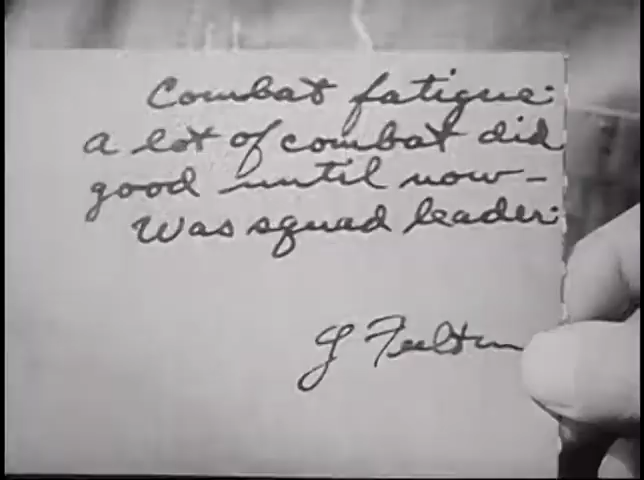 Combat fatigue:
a lot of combat did
good until now-
Was squad leader: